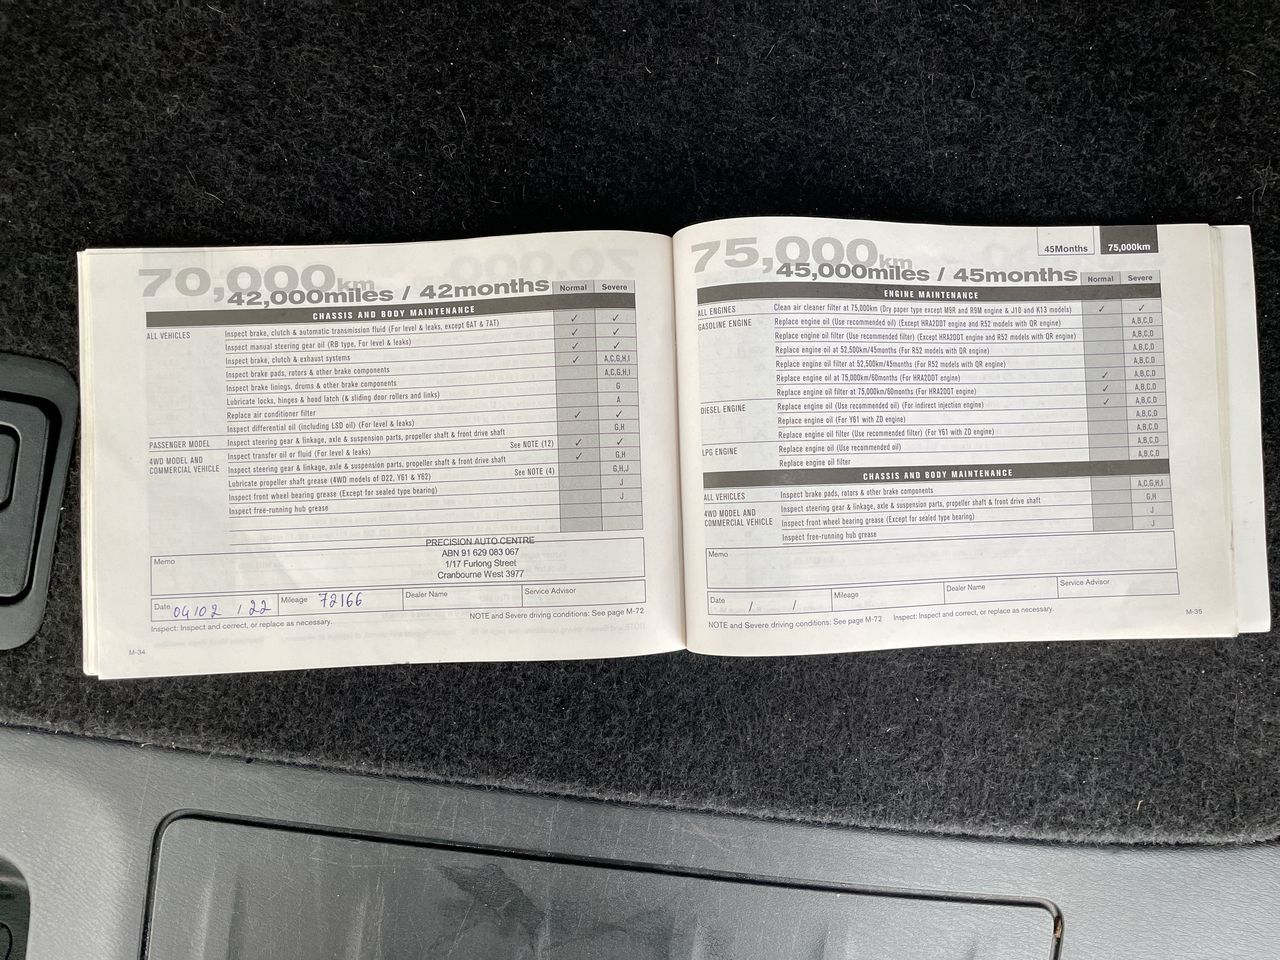 70,000km
42,000miles / 42months
Normal Severe
CHASSIS AND BODY MAINTENANCE
ALL VEHICLES Inspect brake, clutch & automatic transmission fluid (For level & leaks, except 6AT & 7AT) ✓ ✓
Inspect manual steering gear oil (RB type, For level & leaks) ✓ ✓
Inspect brake, clutch & exhaust systems ✓ ✓
Inspect brake pads, rotors & other brake components A,C,G,H,I
Inspect brake linings, drums & other brake components A,C,G,H,I
Lubricate locks, hinges & hood latch (& sliding door rollers and links) G
Replace air conditioner filter A
Inspect differential oil (including LSD oil) (For level & leaks) ✓ ✓
PASSENGER MODEL Inspect steering gear & linkage, axle & suspension parts, propeller shaft & front drive shaft G,H
4WD MODEL AND COMMERCIAL VEHICLE Inspect transfer oil or fluid (For level & leaks) See NOTE (12) ✓ ✓
Inspect steering gear & linkage, axle & suspension parts, propeller shaft & front drive shaft ✓ G,H
Lubricate propeller shaft grease (4WD models of D22, Y61 & Y62) See NOTE (4) G,H,J
Inspect front wheel bearing grease (Except for sealed type bearing) J
Inspect free-running hub grease J
Memo
PRECISION AUTO CENTRE
ABN 91 629 083 067
1/17 Furlong Street
Cranbourne West 3977
Date 04/02/22 Mileage 72166 Dealer Name Service Advisor
Inspect: Inspect and correct, or replace as necessary. NOTE and Severe driving conditions: See page M-72
M-34
45Months 75,000km
75,000km
45,000miles / 45months
Normal Severe
ENGINE MAINTENANCE
ALL ENGINES Clean air cleaner filter at 75,000km (Dry paper type except M9R and R9M engine & J10 and K13 models) ✓ ✓
GASOLINE ENGINE Replace engine oil (Use recommended oil) (Except HRA2DDT engine and R52 models with QR engine) A,B,C,D
Replace engine oil filter (Use recommended filter) (Except HRA2DDT engine and R52 models with QR engine) A,B,C,D
Replace engine oil at 52,500km/45months (For R52 models with QR engine) A,B,C,D
Replace engine oil filter at 52,500km/45months (For R52 models with QR engine) A,B,C,D
Replace engine oil at 75,000km/60months (For HRA2DDT engine) ✓ A,B,C,D
Replace engine oil filter at 75,000km/60months (For HRA2DDT engine) ✓ A,B,C,D
DIESEL ENGINE Replace engine oil (Use recommended oil) (For indirect injection engine) ✓ A,B,C,D
Replace engine oil (For Y61 with ZD engine) A,B,C,D
Replace engine oil filter (Use recommended filter) (For Y61 with ZD engine) A,B,C,D
LPG ENGINE Replace engine oil (Use recommended oil) A,B,C,D
Replace engine oil filter A,B,C,D
CHASSIS AND BODY MAINTENANCE
ALL VEHICLES Inspect brake pads, rotors & other brake components A,C,G,H,I
4WD MODEL AND COMMERCIAL VEHICLE Inspect steering gear & linkage, axle & suspension parts, propeller shaft & front drive shaft G,H
Inspect front wheel bearing grease (Except for sealed type bearing) J
Inspect free-running hub grease J
Memo
Date / / Mileage Dealer Name Service Advisor
NOTE and Severe driving conditions: See page M-72 Inspect: Inspect and correct, or replace as necessary.
M-35